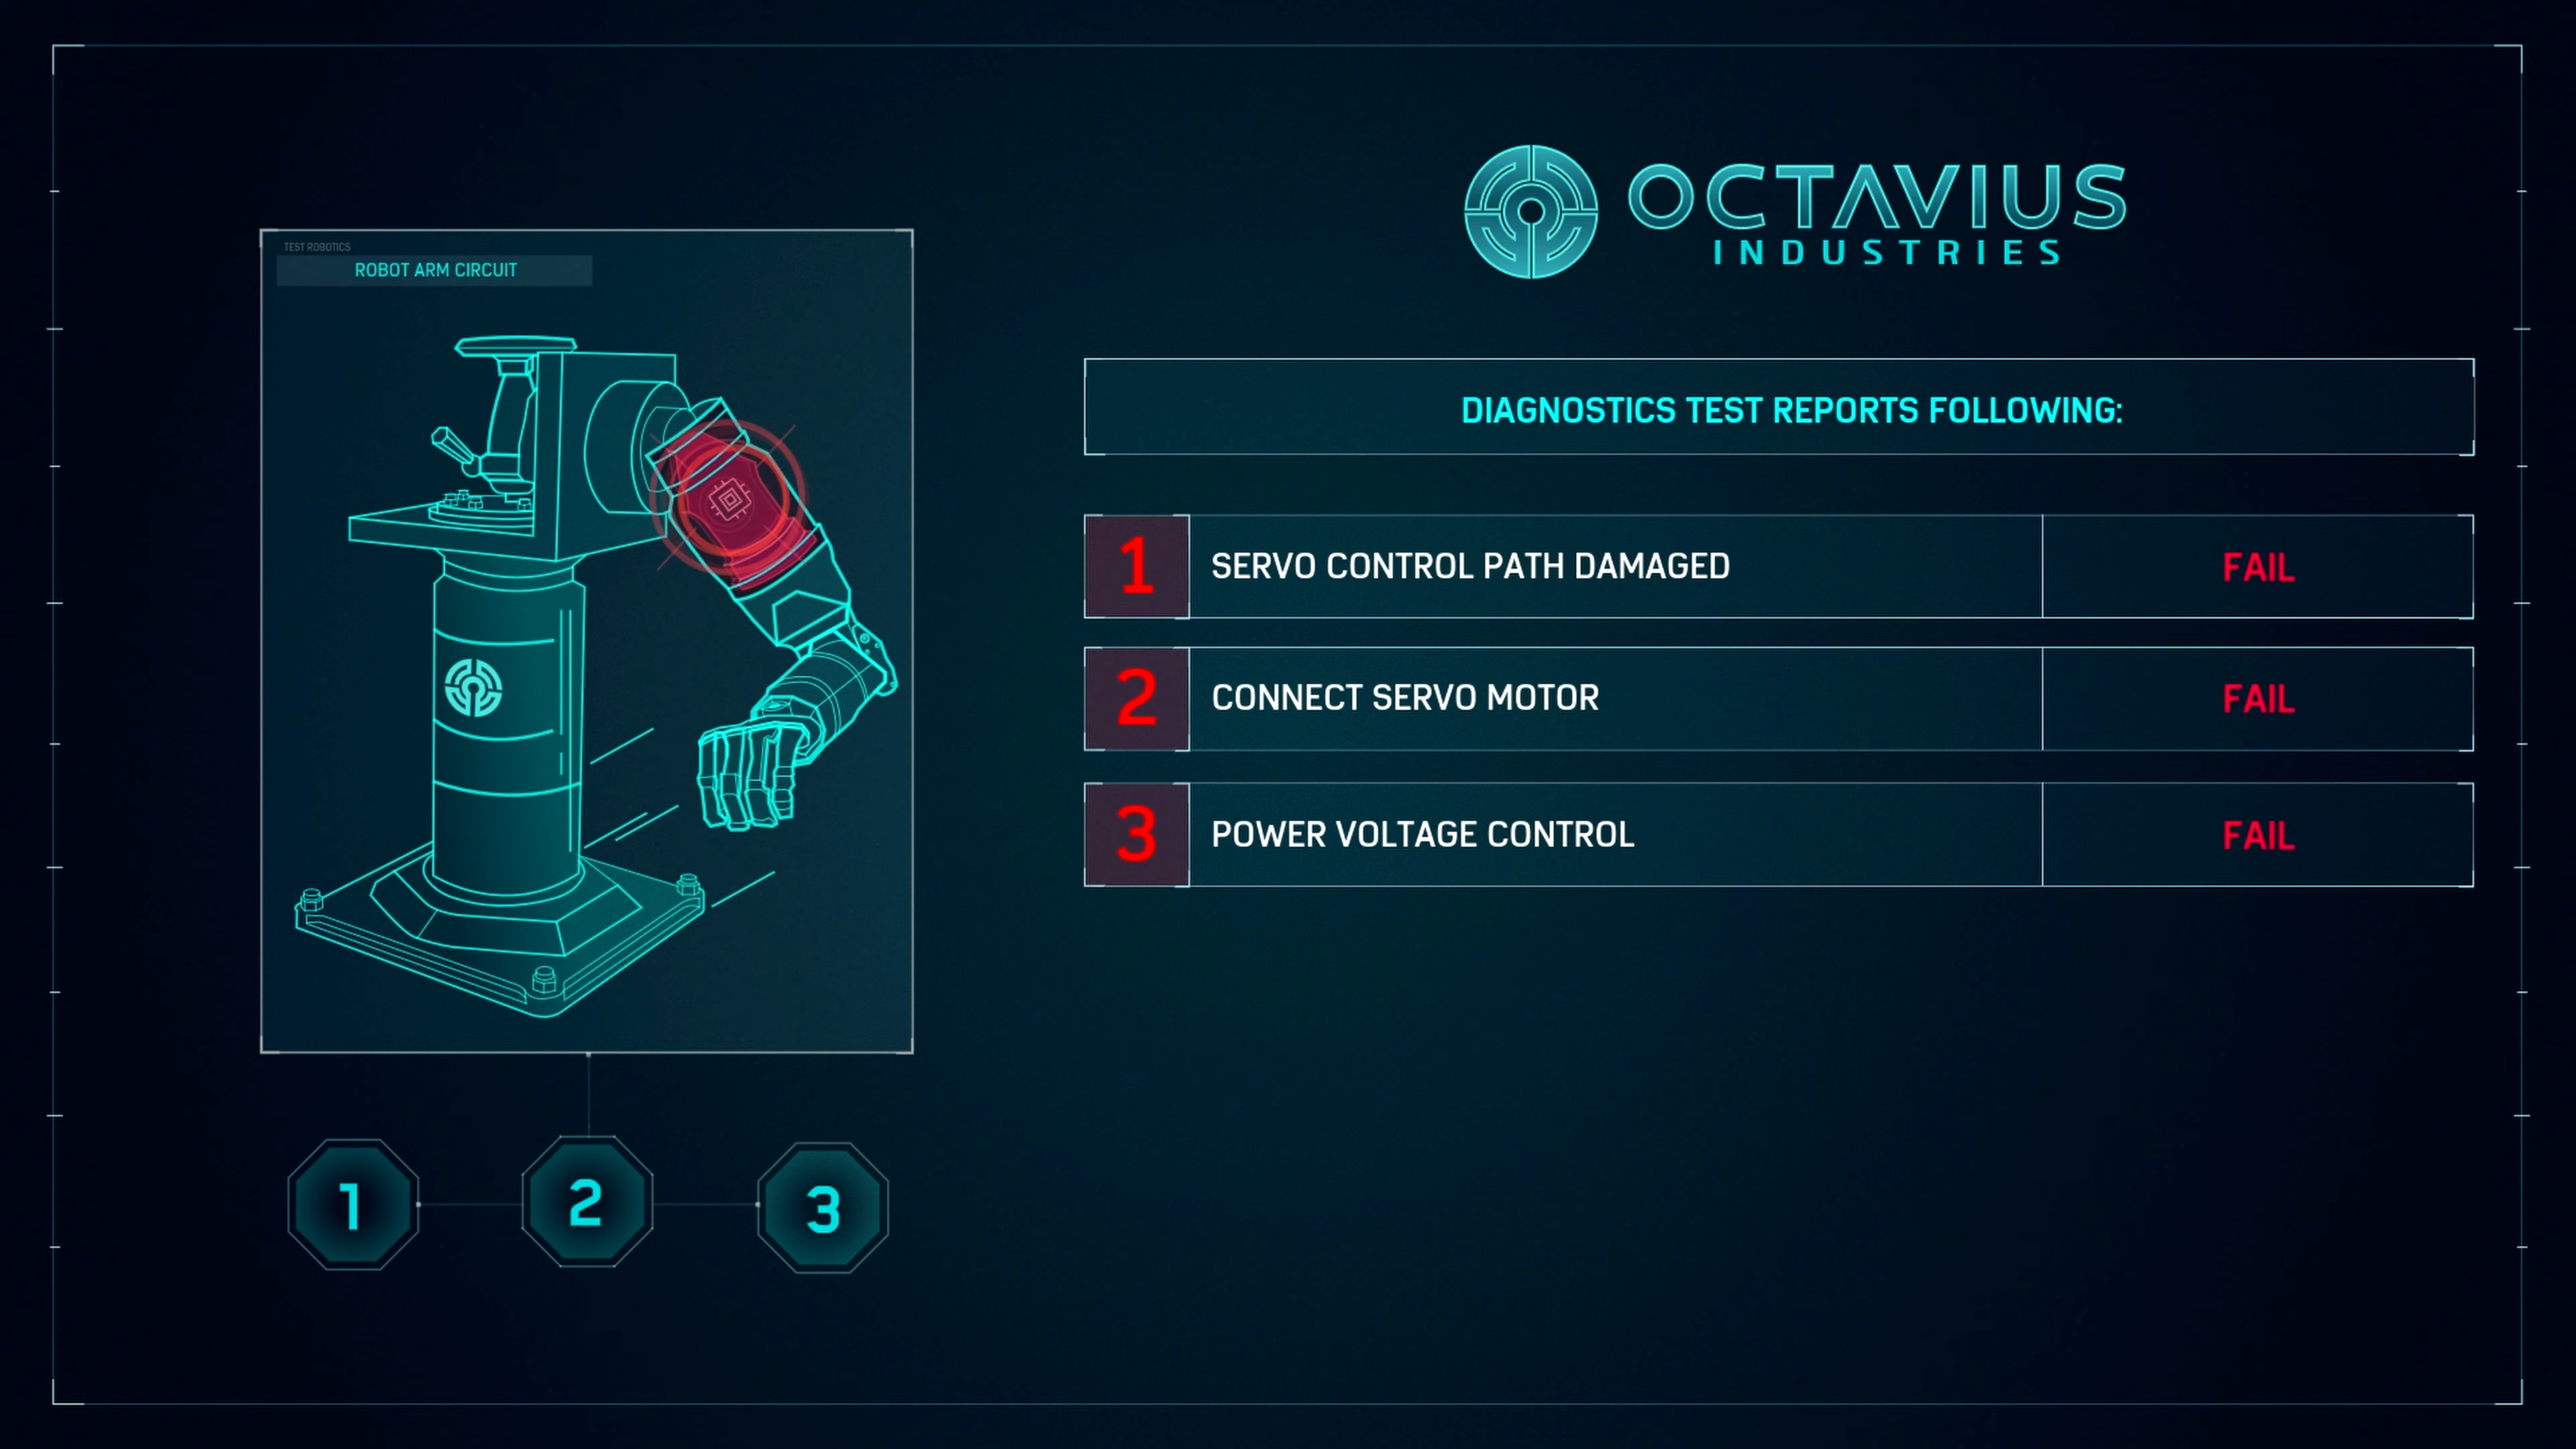 OCTAVIUS
INDUSTRIES
TEST ROBOTICS
ROBOT ARM CIRCUIT
DIAGNOSTICS TEST REPORTS FOLLOWING:
1 SERVO CONTROL PATH DAMAGED FAIL
2 CONNECT SERVO MOTOR FAIL
3 POWER VOLTAGE CONTROL FAIL
1 2 3